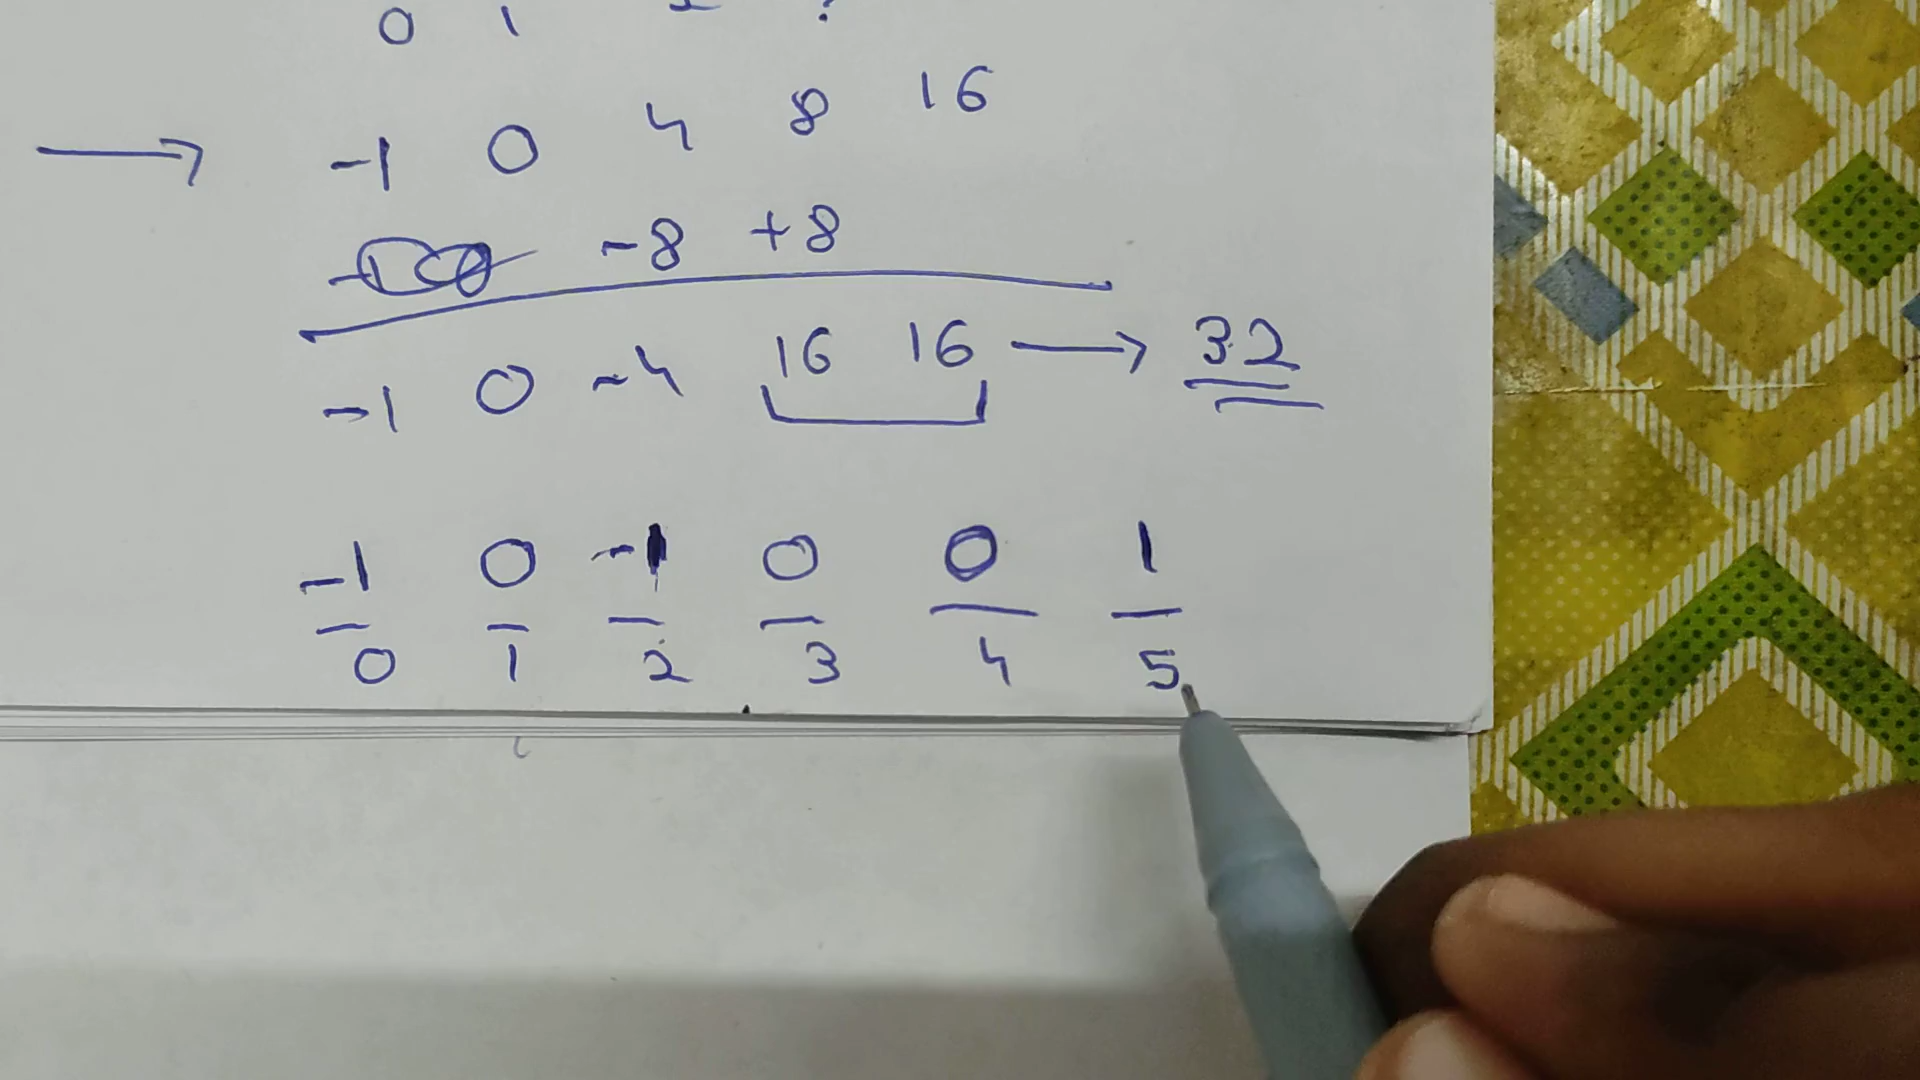 0 1 2 ?
→ -1 0 4 8 16
-8 +8
-1 0 -4 16 16 → 32
-1 0 -1 0 0 1
0 1 2 3 4 5